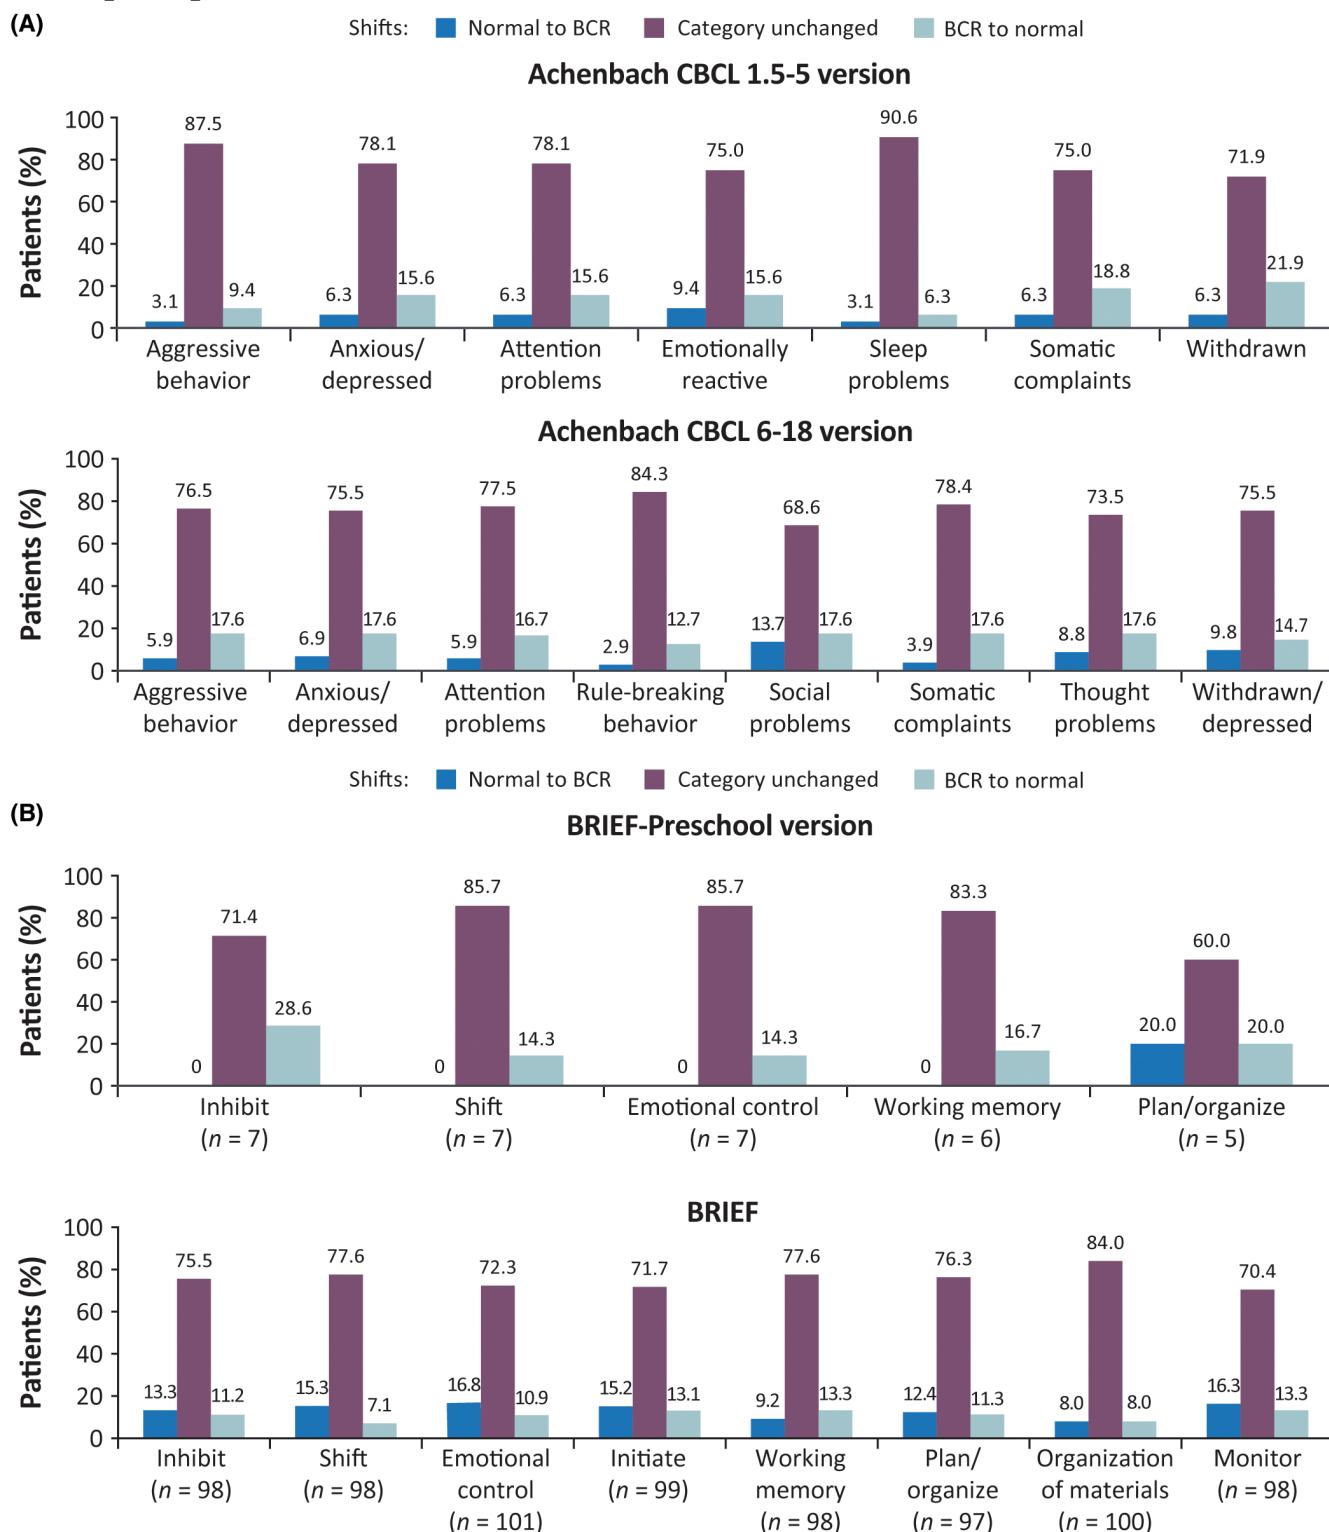 (A)
Shifts: Normal to BCR Category unchanged BCR to normal
Achenbach CBCL 1.5-5 version
Patients (%)
100
80
60
40
20
0
3.1 87.5 9.4
6.3 78.1 15.6
6.3 78.1 15.6
9.4 75.0 15.6
3.1 90.6 6.3
6.3 75.0 18.8
6.3 71.9 21.9
Aggressive behavior
Anxious/ depressed
Attention problems
Emotionally reactive
Sleep problems
Somatic complaints
Withdrawn
Achenbach CBCL 6-18 version
Patients (%)
100
80
60
40
20
0
5.9 76.5 17.6
6.9 75.5 17.6
5.9 77.5 16.7
2.9 84.3 12.7
13.7 68.6 17.6
3.9 78.4 17.6
8.8 73.5 17.6
9.8 75.5 14.7
Aggressive behavior
Anxious/ depressed
Attention problems
Rule-breaking behavior
Social problems
Somatic complaints
Thought problems
Withdrawn/ depressed
Shifts: Normal to BCR Category unchanged BCR to normal
(B)
BRIEF-Preschool version
Patients (%)
100
80
60
40
20
0
0 71.4 28.6
0 85.7 14.3
0 85.7 14.3
0 83.3 16.7
20.0 60.0 20.0
Inhibit (n = 7)
Shift (n = 7)
Emotional control (n = 7)
Working memory (n = 6)
Plan/organize (n = 5)
BRIEF
Patients (%)
100
80
60
40
20
0
13.3 75.5 11.2
15.3 77.6 7.1
16.8 72.3 10.9
15.2 71.7 13.1
9.2 77.6 13.3
12.4 76.3 11.3
8.0 84.0 8.0
16.3 70.4 13.3
Inhibit (n = 98)
Shift (n = 98)
Emotional control (n = 101)
Initiate (n = 99)
Working memory (n = 98)
Plan/ organize (n = 97)
Organization of materials (n = 100)
Monitor (n = 98)